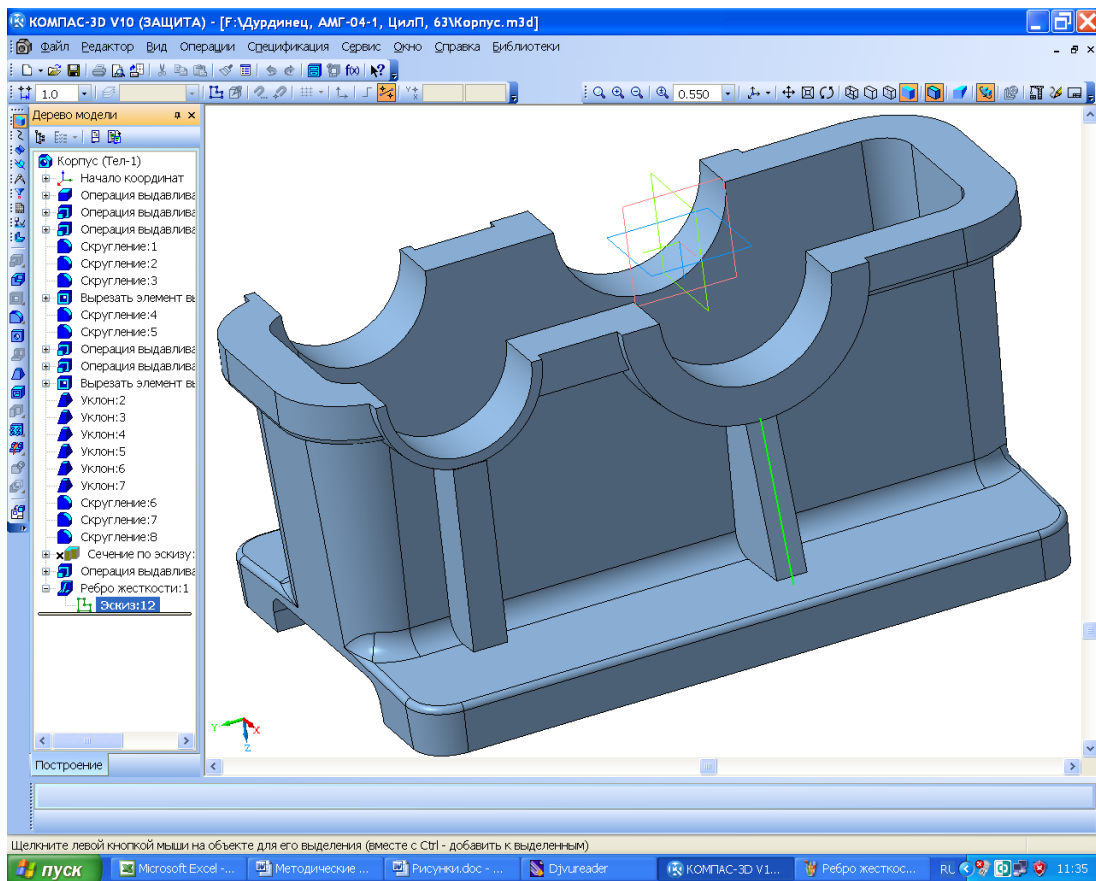 КОМПАС-3D V10 (ЗАЩИТА) - [F:\Дурдинец, АМГ-04-1, ЦилП, 63\Корпус.m3d]
Файл Редактор Вид Операции Спецификация Сервис Окно Справка Библиотеки
1.0 0.550
Дерево модели
Корпус (Тел-1)
Начало координат
Операция выдавлива
Операция выдавлива
Операция выдавлива
Скругление:1
Скругление:2
Скругление:3
Вырезать элемент вы
Скругление:4
Скругление:5
Операция выдавлива
Операция выдавлива
Вырезать элемент вы
Уклон:2
Уклон:3
Уклон:4
Уклон:5
Уклон:6
Уклон:7
Скругление:6
Скругление:7
Скругление:8
Сечение по эскизу:
Операция выдавлива
Ребро жесткости:1
Эскиз:12
Y X
Z
Построение
Щелкните левой кнопкой мыши на объекте для его выделения (вместе с Ctrl - добавить к выделенным)
пуск Microsoft Excel -... Методические ... Рисунки.doc - ... Djvureader КОМПАС-3D V1... Ребро жесткос... RL 11:35